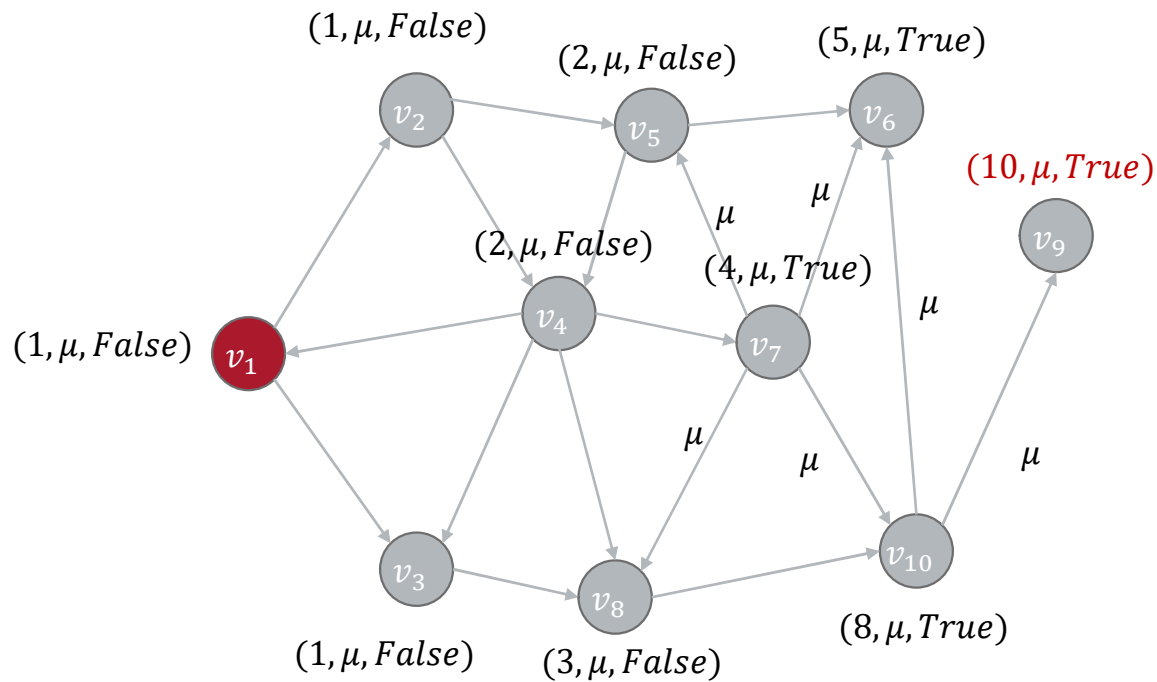 (1, μ, False)
(2, μ, False)
(5, μ, True)
v₂
v₅
v₆
(10, μ, True)
μ
μ
v₉
(2, μ, False)
(4, μ, True)
μ
v₄
v₇
(1, μ, False)
v₁
μ
μ
μ
v₁₀
v₃
v₈
(8, μ, True)
(1, μ, False)
(3, μ, False)